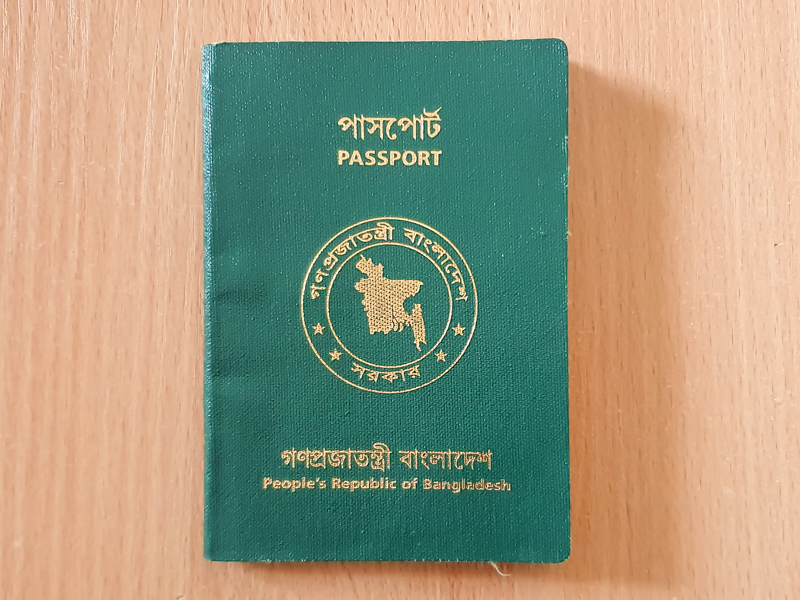 পাসপোর্ট
PASSPORT
গণপ্রজাতন্ত্রী বাংলাদেশ
সরকার
গণপ্রজাতন্ত্রী বাংলাদেশ
People's Republic of Bangladesh